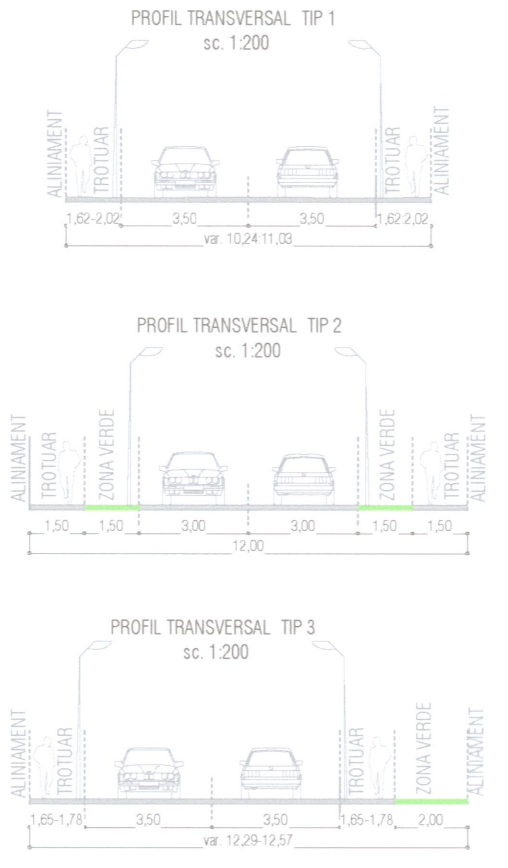 PROFIL TRANSVERSAL TIP 1
sc. 1:200
ALINIAMENT
TROTUAR
TROTUAR
ALINIAMENT
1,62-2,02
3,50
3,50
1,62:2,02
var. 10,24:11,03
PROFIL TRANSVERSAL TIP 2
sc. 1:200
ALINIAMENT
TROTUAR
ZONA VERDE
ZONA VERDE
TROTUAR
ALINIAMENT
1,50
1,50
3,00
3,00
1,50
1,50
12,00
PROFIL TRANSVERSAL TIP 3
sc. 1:200
ALINIAMENT
TROTUAR
TROTUAR
ZONA VERDE
ALINIAMENT
1,65-1,78
3,50
3,50
1,65-1,78
2,00
var. 12,29-12,57